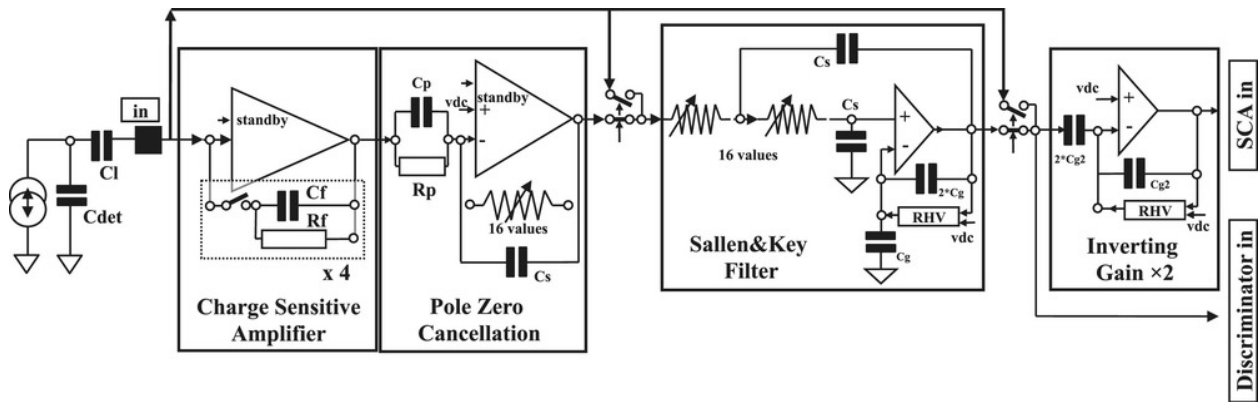 in
Cl
Cdet
standby
Cf
Rf
x 4
Charge Sensitive
Amplifier
Cp
vdc
standby
+
-
Rp
16 values
Cs
Pole Zero
Cancellation
Cs
Cs
16 values
+
-
2*Cg
RHV
vdc
Cg
Sallen&Key
Filter
vdc
+
-
2*Cg2
Cg2
RHV
vdc
Inverting
Gain ×2
SCA in
Discriminator in